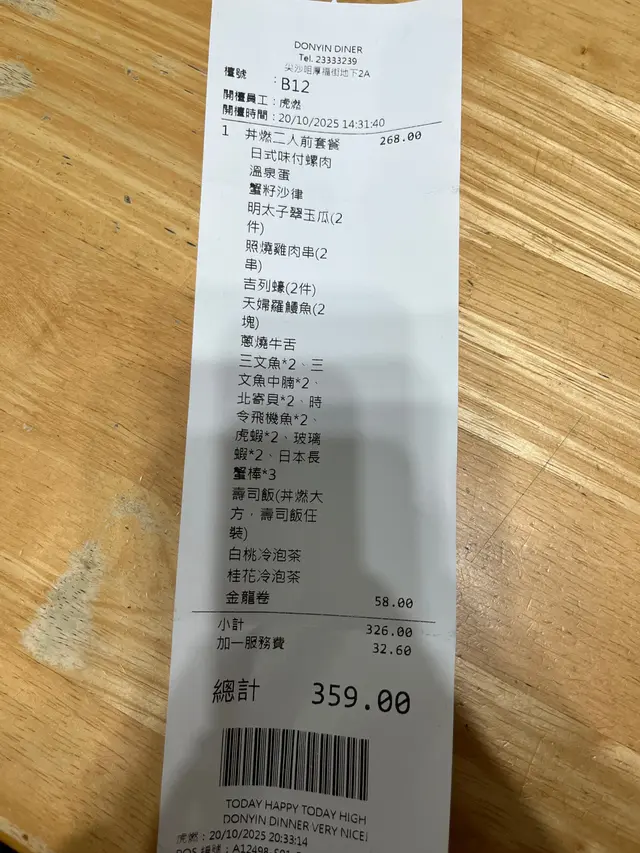 DONYIN DINER
Tel. 23333239
尖沙咀厚福街地下2A
檯號 : B12
開檯員工 : 虎燃
開檯時間 : 20/10/2025 14:31:40
1 丼燃二人前套餐 268.00
日式味付螺肉
溫泉蛋
蟹籽沙律
明太子翠玉瓜(2
件)
照燒雞肉串(2
串)
吉列蠔(2件)
天婦羅鰻魚(2
塊)
蔥燒牛舌
三文魚*2、三
文魚中腩*2、
北寄貝*2、時
令飛機魚*2、
虎蝦*2、玻璃
蝦*2、日本長
蟹棒*3
壽司飯(丼燃大
方，壽司飯任
裝)
白桃冷泡茶
桂花冷泡茶
金龍卷 58.00
小計 326.00
加一服務費 32.60
總計 359.00
TODAY HAPPY TODAY HIGH
DONYIN DINNER VERY NICE!
虎燃 : 20/10/2025 20:33:14
POS 編號 : A12498-501